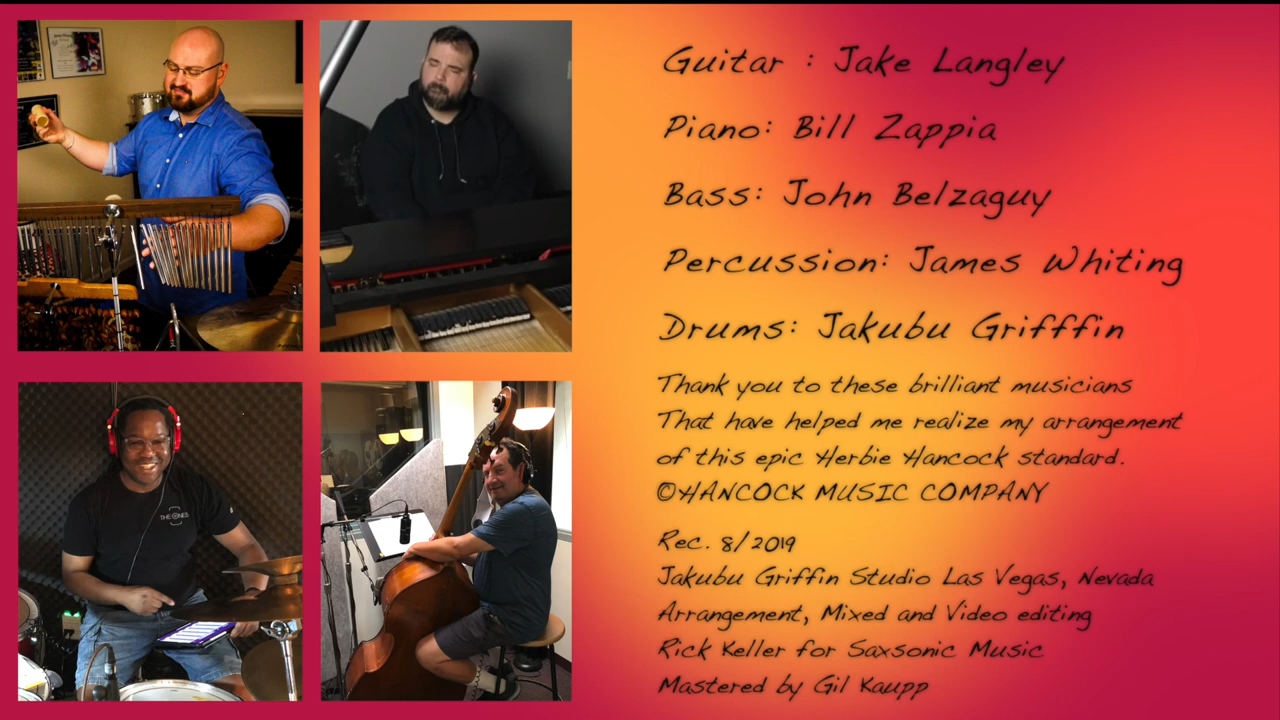 Guitar : Jake Langley
Piano: Bill Zappia
Bass: John Belzaguy
Percussion: James Whiting
Drums: Jakubu Grifffin
Thank you to these brilliant musicians
That have helped me realize my arrangement
of this epic Herbie Hancock standard.
©HANCOCK MUSIC COMPANY
Rec. 8/2019
Jakubu Griffin Studio Las Vegas, Nevada
Arrangement, Mixed and Video editing
Rick Keller for Saxsonic Music
Mastered by Gil Kaupp
THE ONES